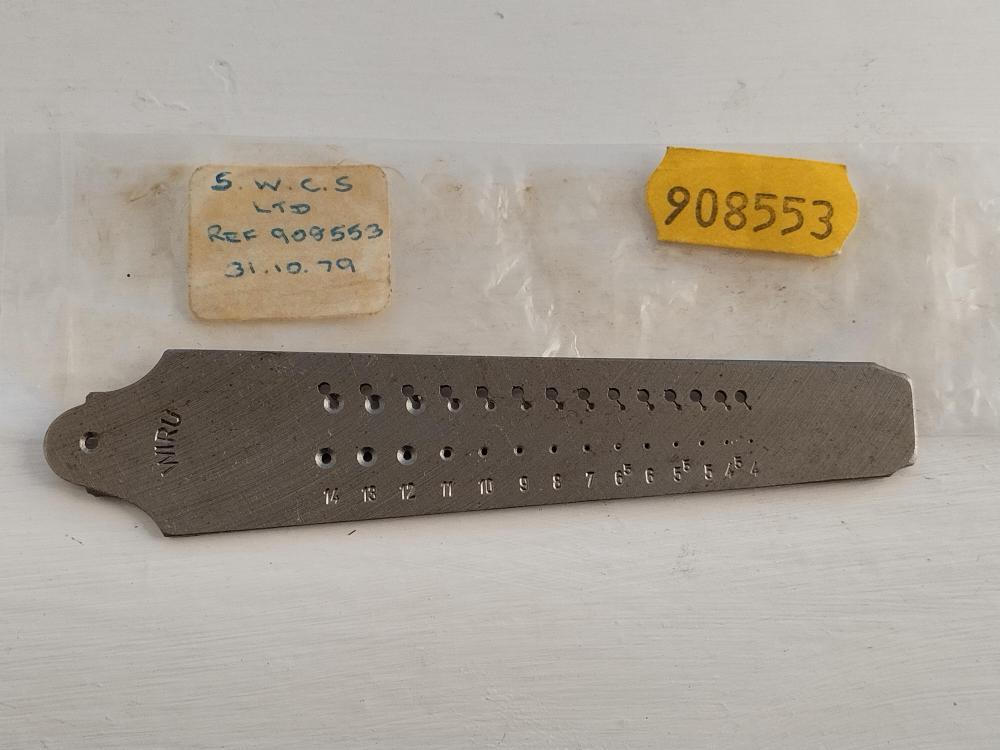 S. W. C. S
LTD
REF 908553
31.10.79
908553
WIRU
14 13 12 11 10 9 8 7 6⁵ 6 5⁵ 5 4⁵ 4